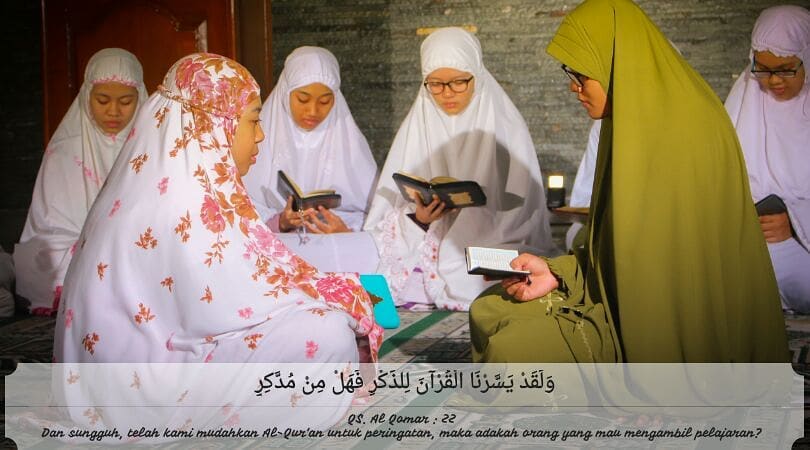 وَلَقَدْ يَسَّرْنَا الْقُرْآنَ لِلذِّكْرِ فَهَلْ مِنْ مُدَّكِرٍ
QS. Al Qomar : 22
Dan sungguh, telah kami mudahkan Al-Qur'an untuk peringatan, maka adakah orang yang mau mengambil pelajaran?